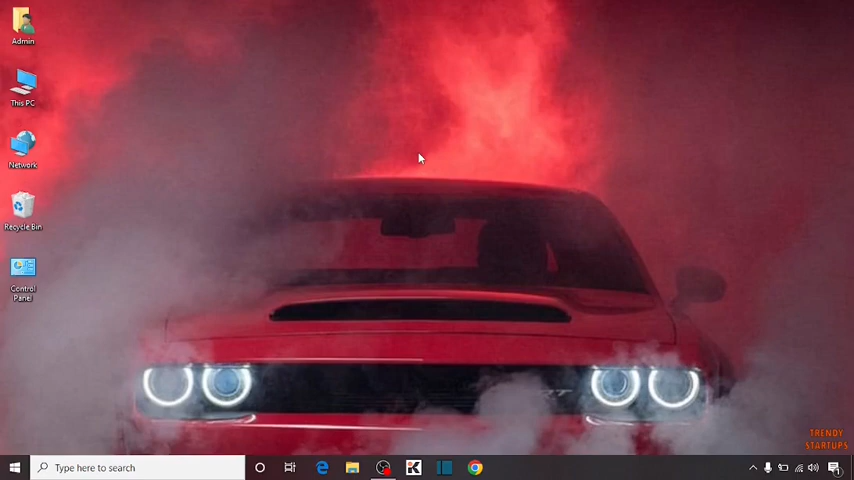 Admin
This PC
Network
Recycle Bin
Control
Panel
TRENDY
STARTUPS
Type here to search